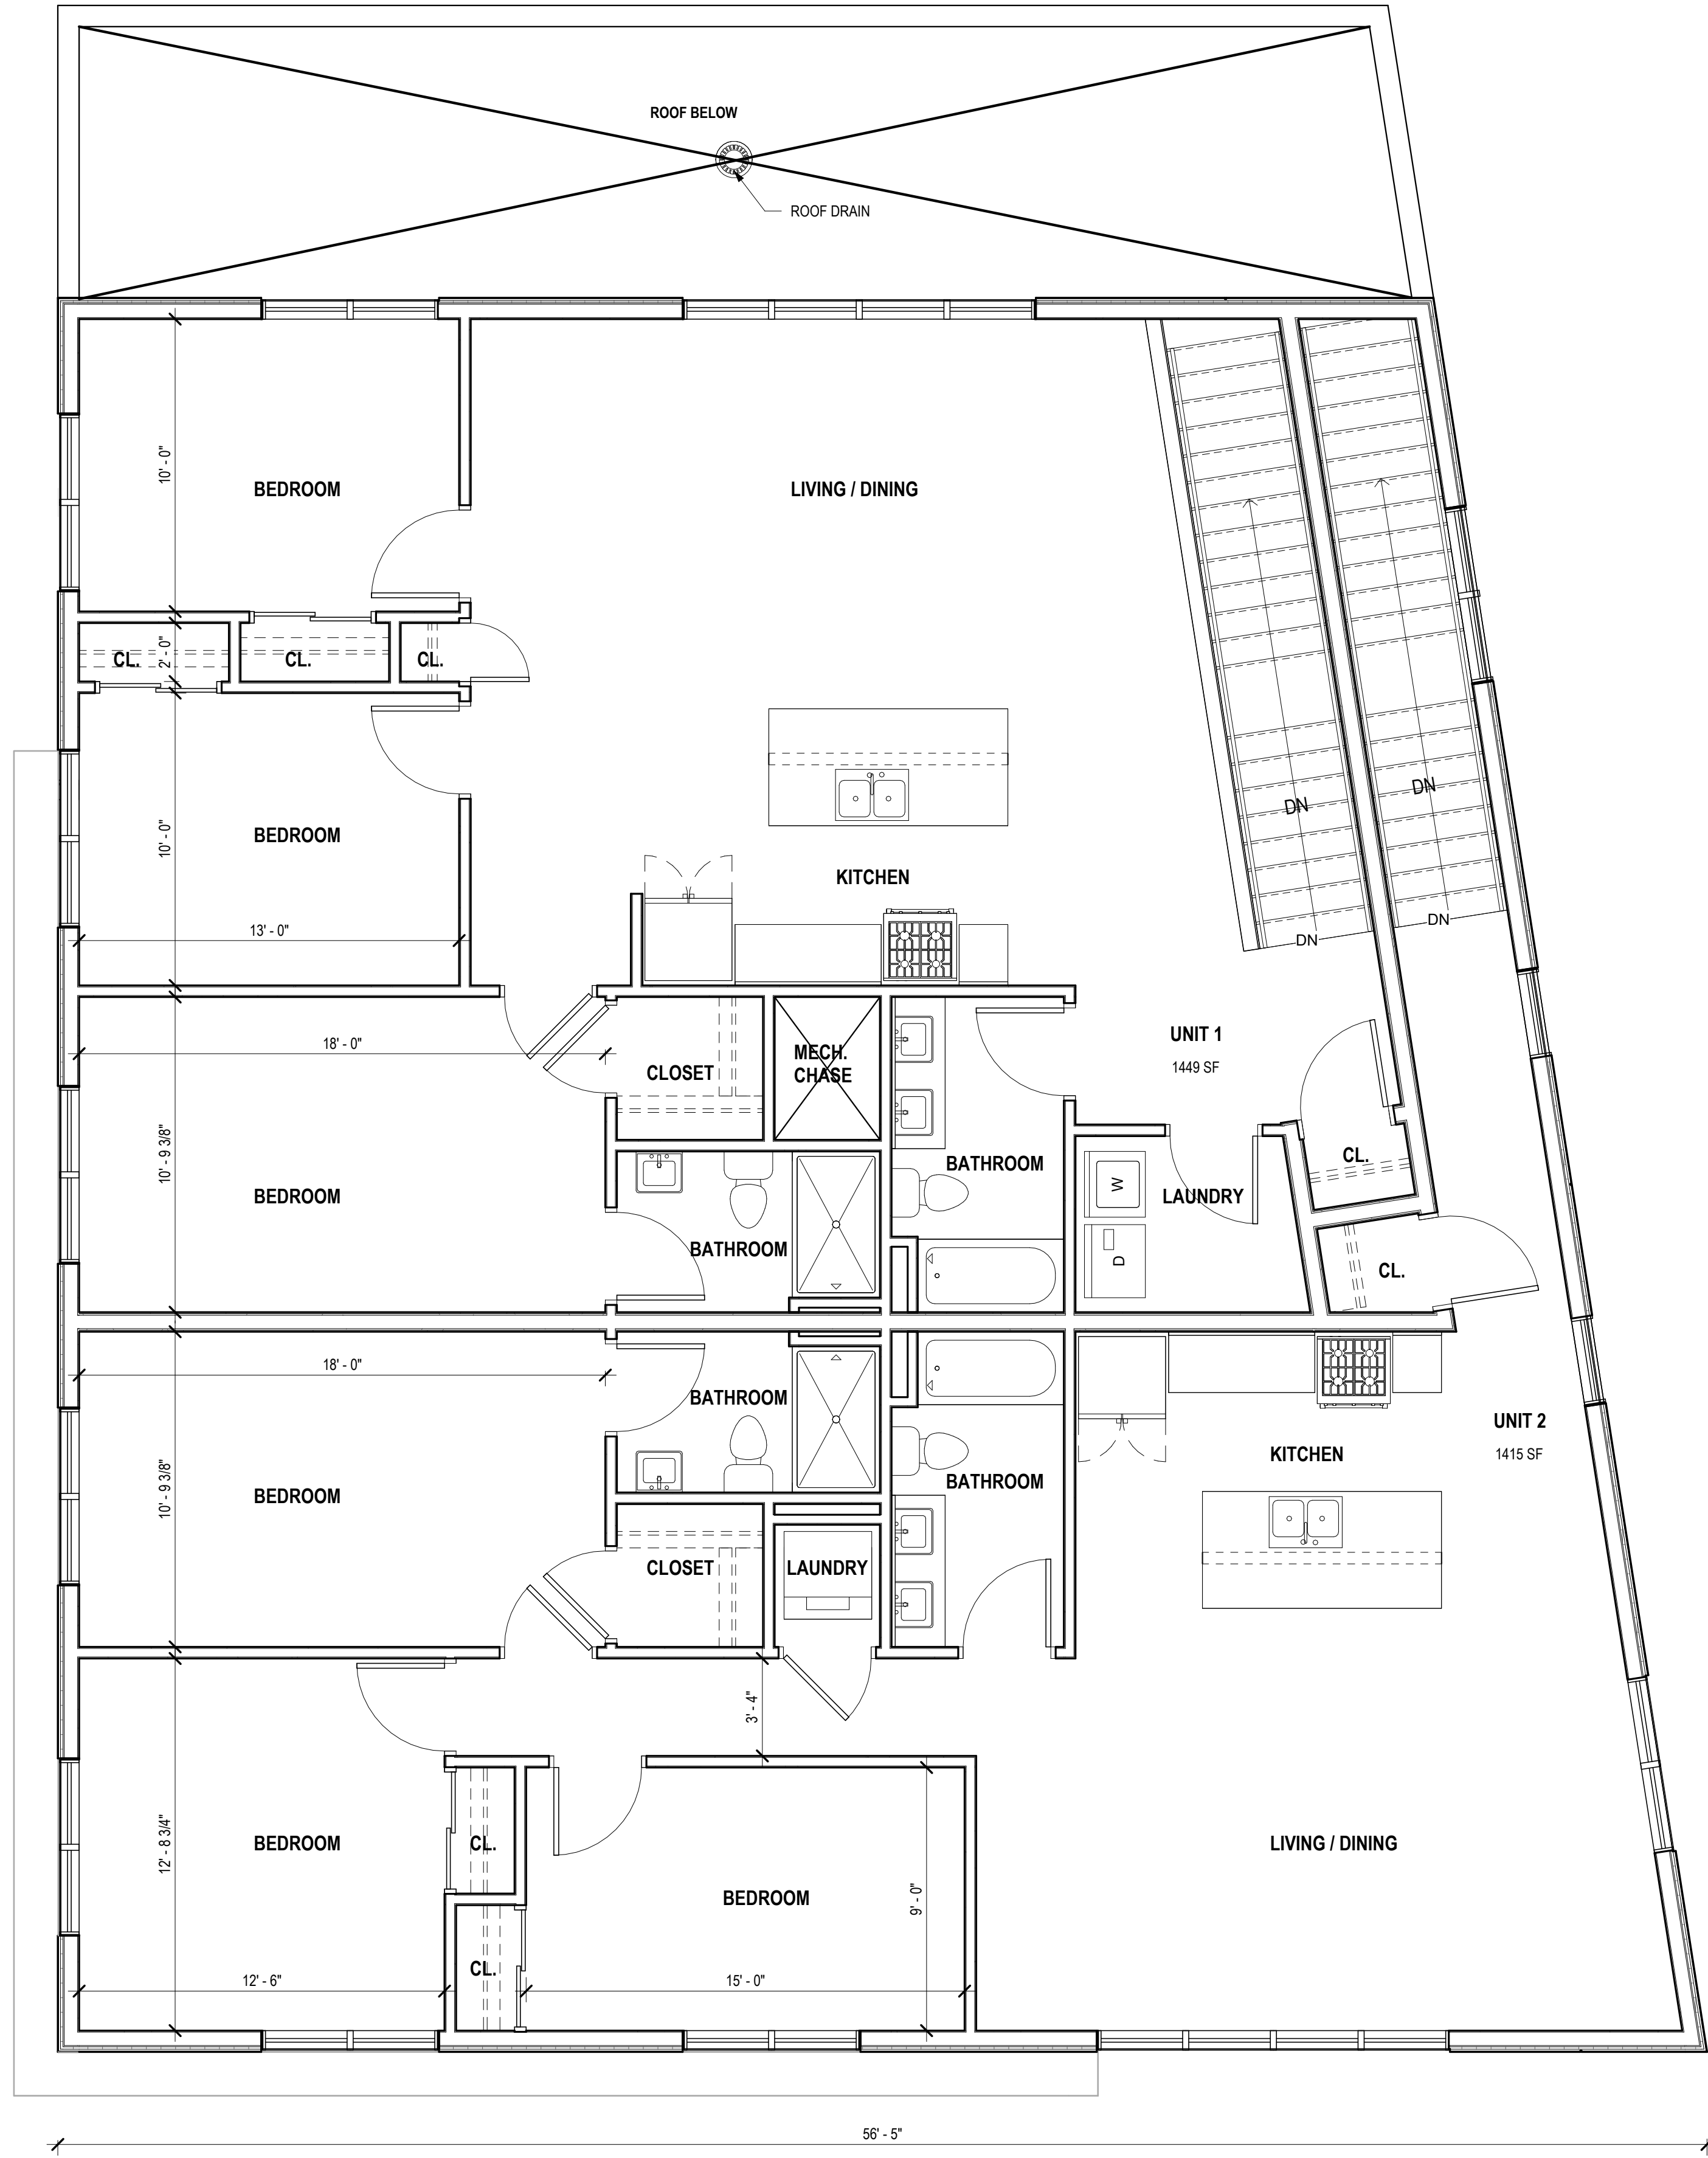 ROOF BELOW
ROOF DRAIN
10' - 0"
BEDROOM
LIVING / DINING
CL.
2' - 0"
CL.
CL.
10' - 0"
BEDROOM
DN
DN
KITCHEN
13' - 0"
DN
DN
18' - 0"
UNIT 1
1449 SF
MECH.
CHASE
CLOSET
10' - 9 3/8"
BEDROOM
BATHROOM
W
LAUNDRY
CL.
BATHROOM
D
CL.
18' - 0"
BATHROOM
UNIT 2
1415 SF
KITCHEN
10' - 9 3/8"
BEDROOM
BATHROOM
CLOSET
LAUNDRY
3' - 4"
12' - 8 3/4"
BEDROOM
CL.
LIVING / DINING
BEDROOM
9' - 0"
CL.
12' - 6"
15' - 0"
56' - 5"